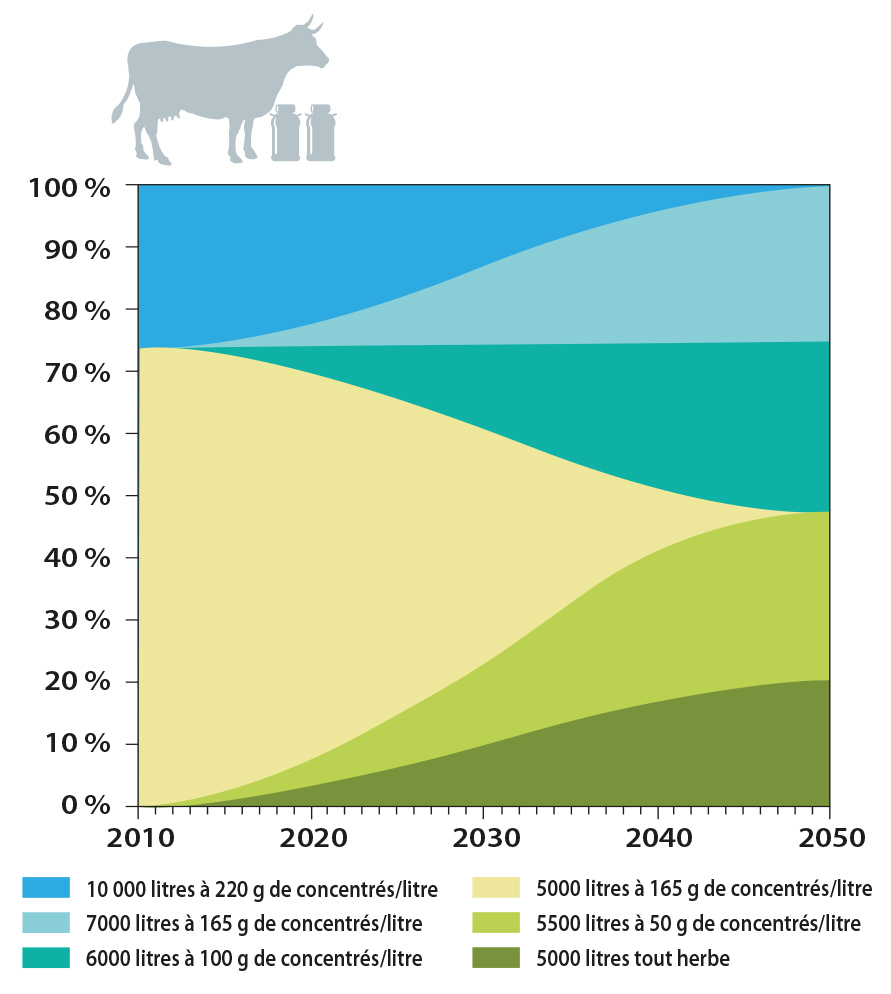 100 %
90 %
80 %
70 %
60 %
50 %
40 %
30 %
20 %
10 %
0 %
2010 2020 2030 2040 2050
10 000 litres à 220 g de concentrés/litre
7000 litres à 165 g de concentrés/litre
6000 litres à 100 g de concentrés/litre
5000 litres à 165 g de concentrés/litre
5500 litres à 50 g de concentrés/litre
5000 litres tout herbe